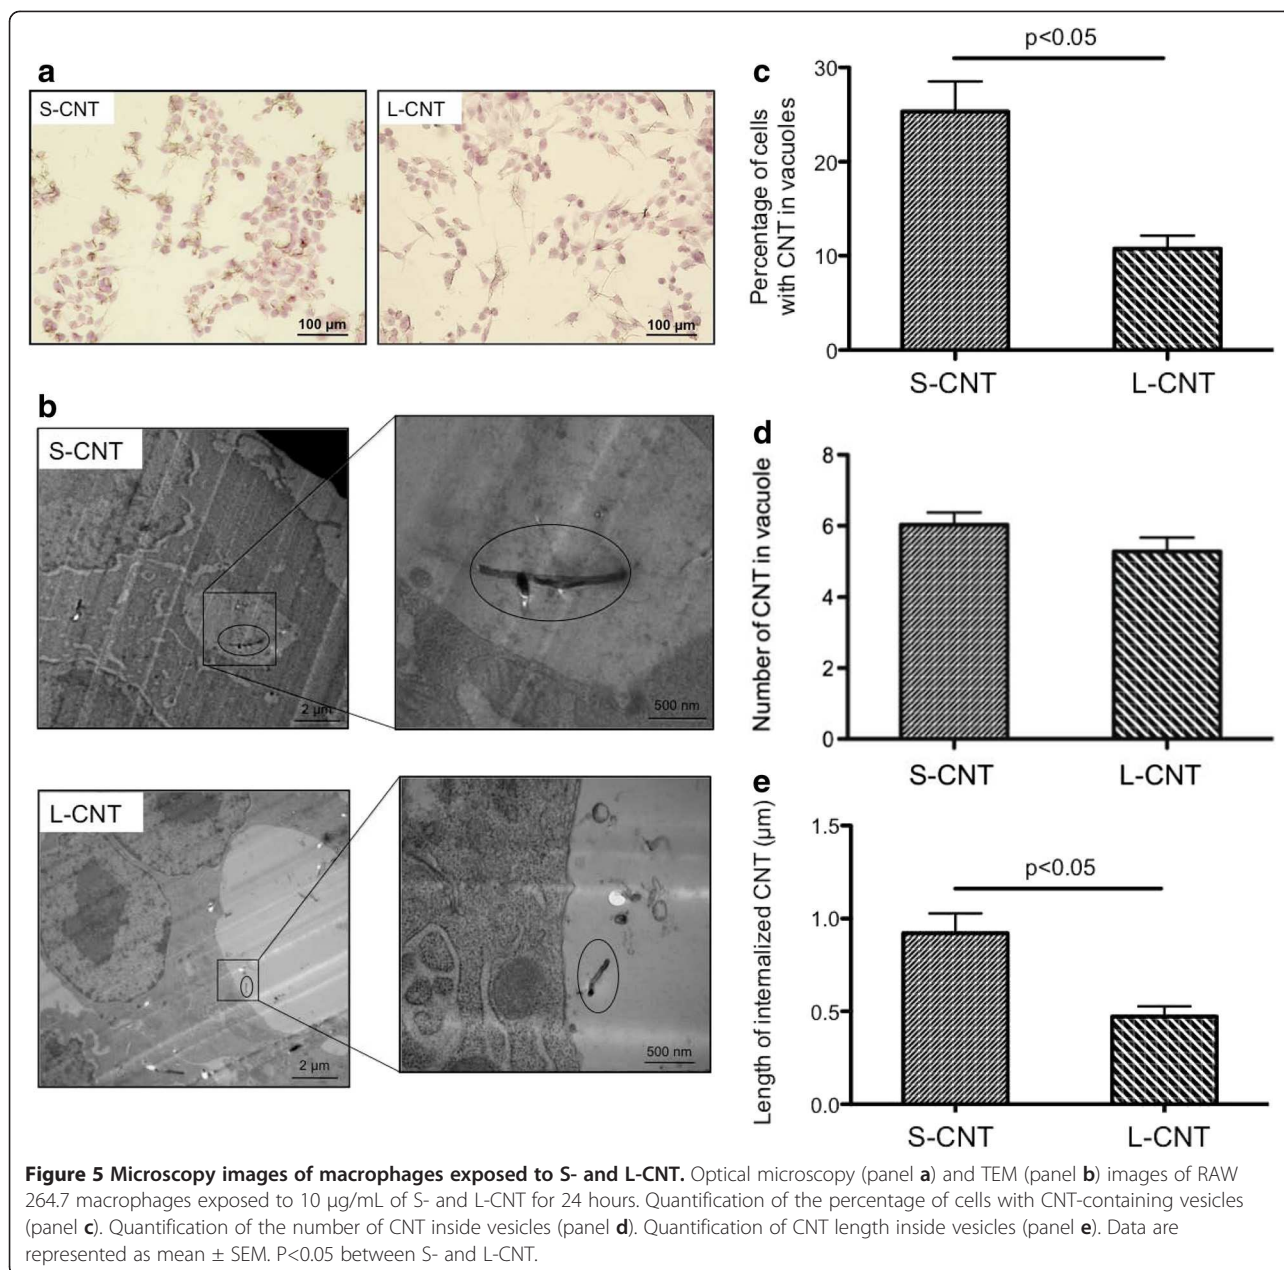 a
S-CNT
L-CNT
100 µm
100 µm
b
S-CNT
2 µm
500 nm
L-CNT
2 µm
500 nm
c
p<0.05
Percentage of cells
with CNT in vacuoles
30
20
10
0
S-CNT
L-CNT
d
Number of CNT in vacuole
8
6
4
2
0
S-CNT
L-CNT
e
Length of internalized CNT (µm)
1.5
p<0.05
1.0
0.5
0.0
S-CNT
L-CNT
Figure 5 Microscopy images of macrophages exposed to S- and L-CNT. Optical microscopy (panel a) and TEM (panel b) images of RAW
264.7 macrophages exposed to 10 µg/mL of S- and L-CNT for 24 hours. Quantification of the percentage of cells with CNT-containing vesicles
(panel c). Quantification of the number of CNT inside vesicles (panel d). Quantification of CNT length inside vesicles (panel e). Data are
represented as mean ± SEM. P<0.05 between S- and L-CNT.